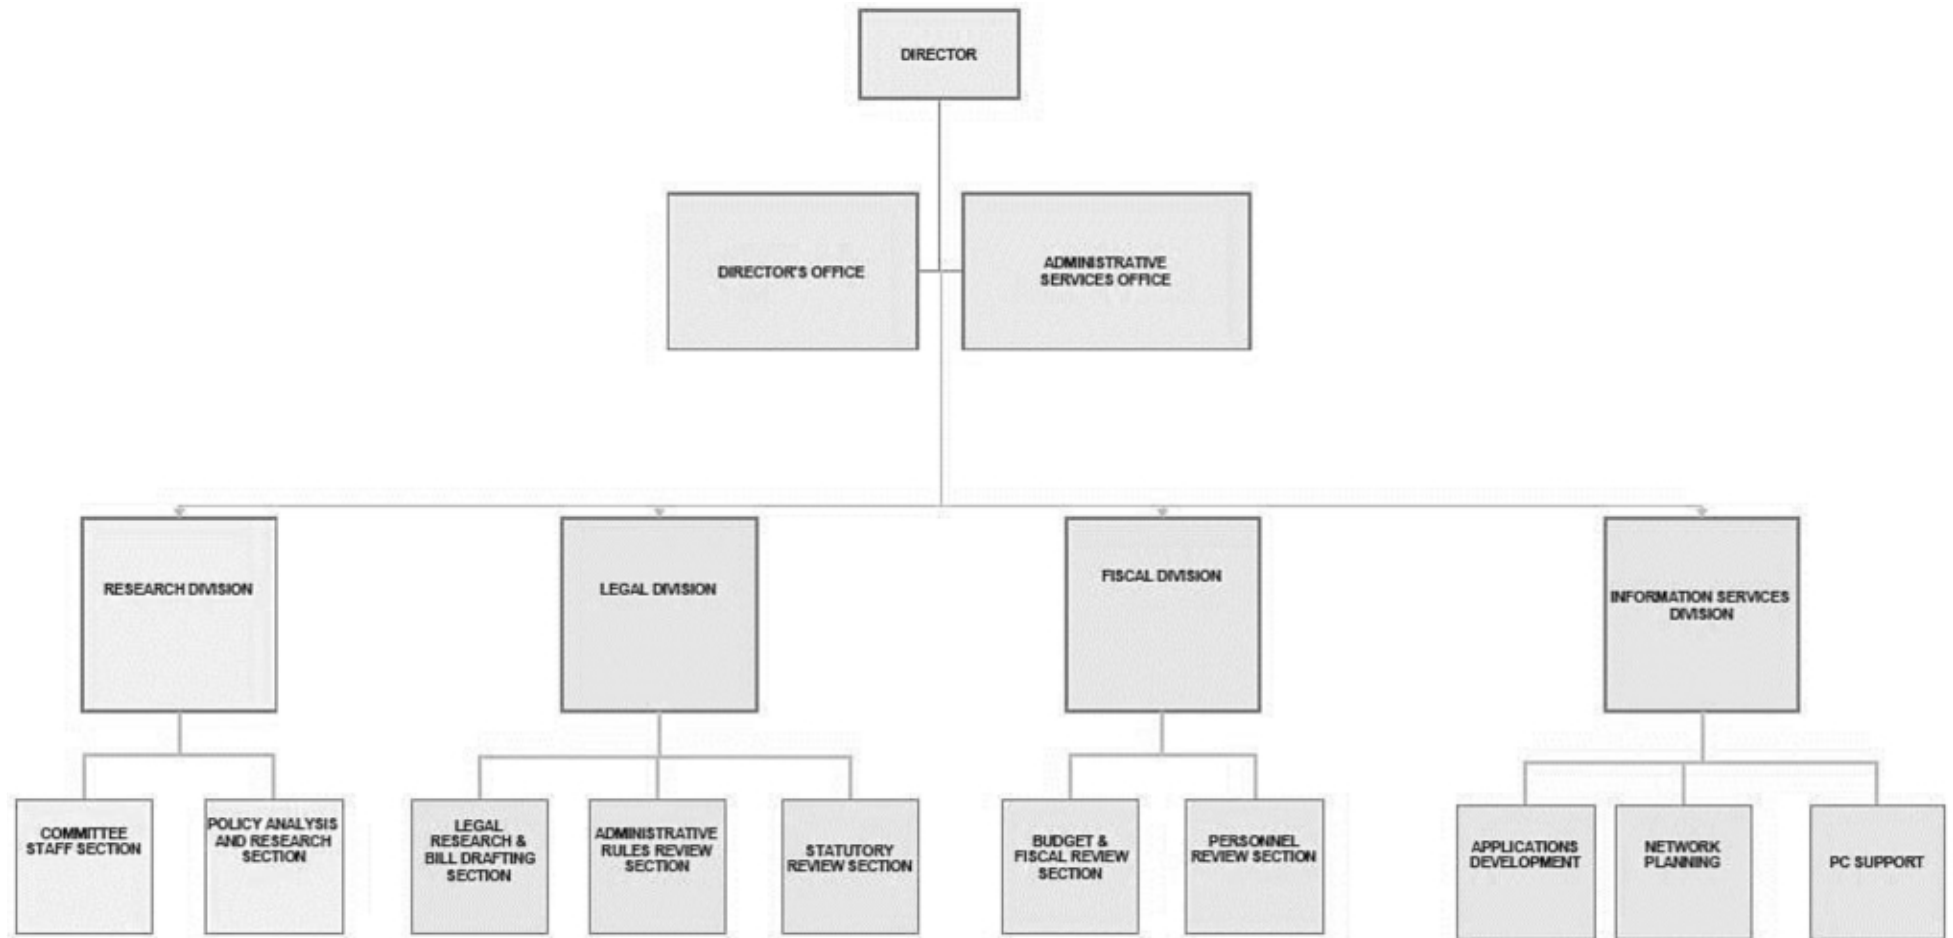 DIRECTOR
DIRECTOR'S OFFICE
ADMINISTRATIVE
SERVICES OFFICE
RESEARCH DIVISION
LEGAL DIVISION
FISCAL DIVISION
INFORMATION SERVICES
DIVISION
COMMITTEE
STAFF SECTION
POLICY ANALYSIS
AND RESEARCH
SECTION
LEGAL
RESEARCH &
BILL DRAFTING
SECTION
ADMINISTRATIVE
RULES REVIEW
SECTION
STATUTORY
REVIEW SECTION
BUDGET &
FISCAL REVIEW
SECTION
PERSONNEL
REVIEW SECTION
APPLICATIONS
DEVELOPMENT
NETWORK
PLANNING
PC SUPPORT